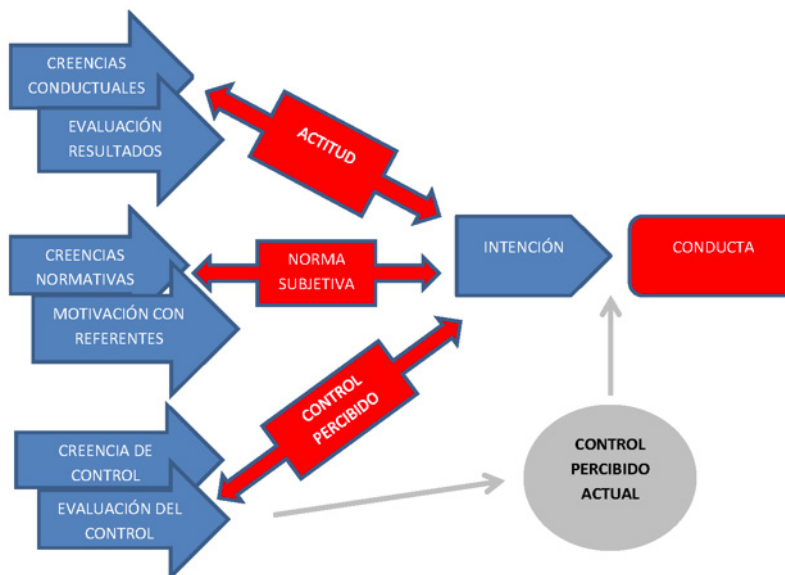 CREENCIAS
CONDUCTUALES
EVALUACIÓN
RESULTADOS
ACTITUD
CREENCIAS
NORMATIVAS
MOTIVACIÓN CON
REFERENTES
NORMA
SUBJETIVA
INTENCIÓN
CONDUCTA
CONTROL
PERCIBIDO
CREENCIA DE
CONTROL
EVALUACIÓN DEL
CONTROL
CONTROL
PERCIBIDO
ACTUAL